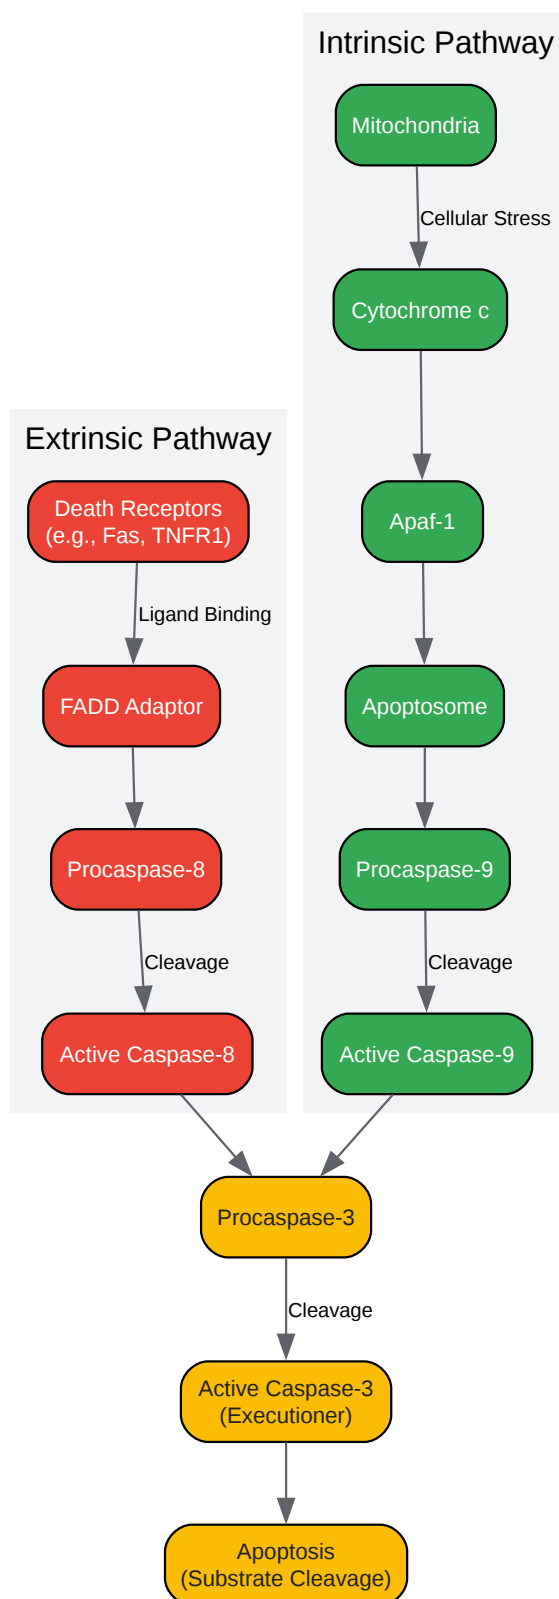 Intrinsic Pathway
Mitochondria
Cellular Stress
Cytochrome c
Apaf-1
Apoptosome
Procaspase-9
Cleavage
Active Caspase-9
Extrinsic Pathway
Death Receptors
(e.g., Fas, TNFR1)
Ligand Binding
FADD Adaptor
Procaspase-8
Cleavage
Active Caspase-8
Procaspase-3
Cleavage
Active Caspase-3
(Executioner)
Apoptosis
(Substrate Cleavage)